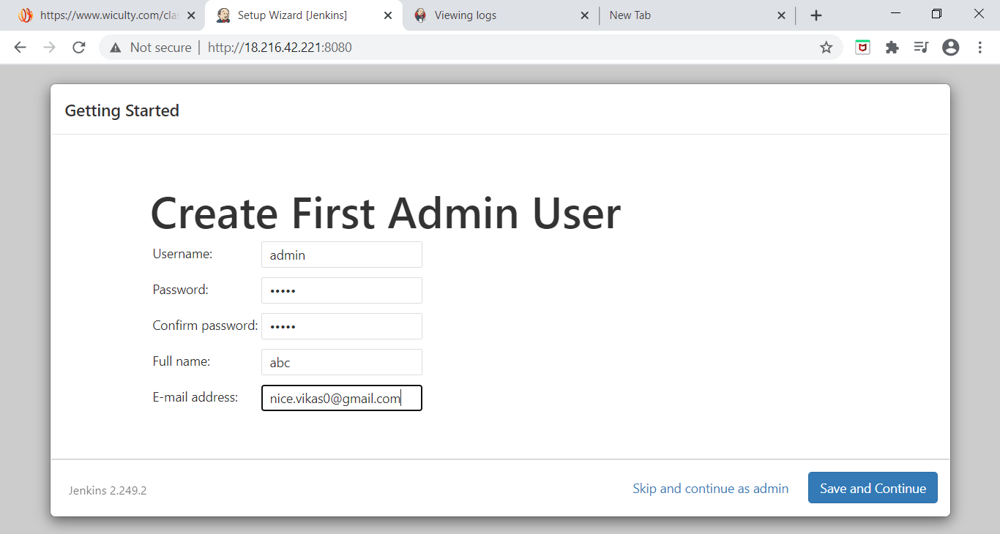 https://www.wiculty.com/cla
Setup Wizard [Jenkins]
Viewing logs
New Tab
Not secure | http://18.216.42.221:8080
Getting Started
Create First Admin User
Username: admin
Password: •••••
Confirm password: •••••
Full name: abc
E-mail address: nice.vikas0@gmail.com
Jenkins 2.249.2
Skip and continue as admin
Save and Continue